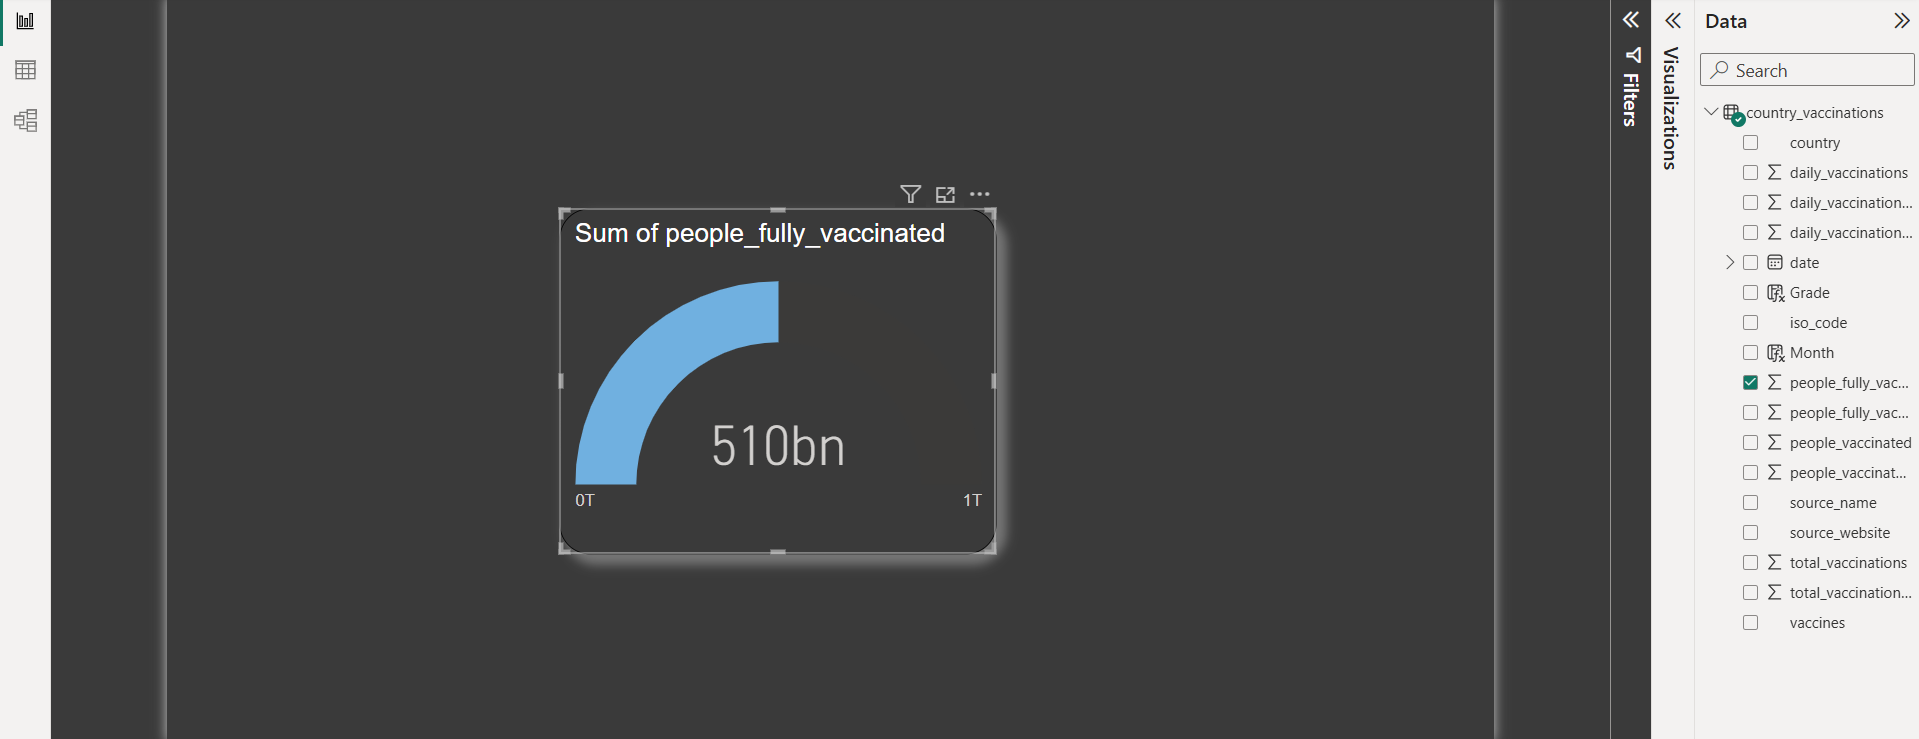 Sum of people_fully_vaccinated
510bn
0T
1T
Filters
Visualizations
Data
Search
country_vaccinations
country
daily_vaccinations
daily_vaccination...
daily_vaccination...
date
Grade
iso_code
Month
people_fully_vac...
people_fully_vac...
people_vaccinated
people_vaccinat...
source_name
source_website
total_vaccinations
total_vaccination...
vaccines